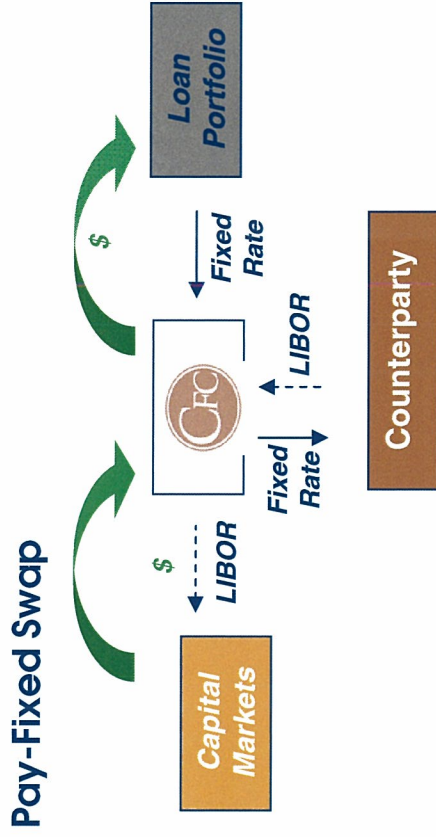 Pay-Fixed Swap
$
$
Capital
Markets
LIBOR
CFC
Fixed
Rate
LIBOR
Fixed
Rate
Loan
Portfolio
Counterparty